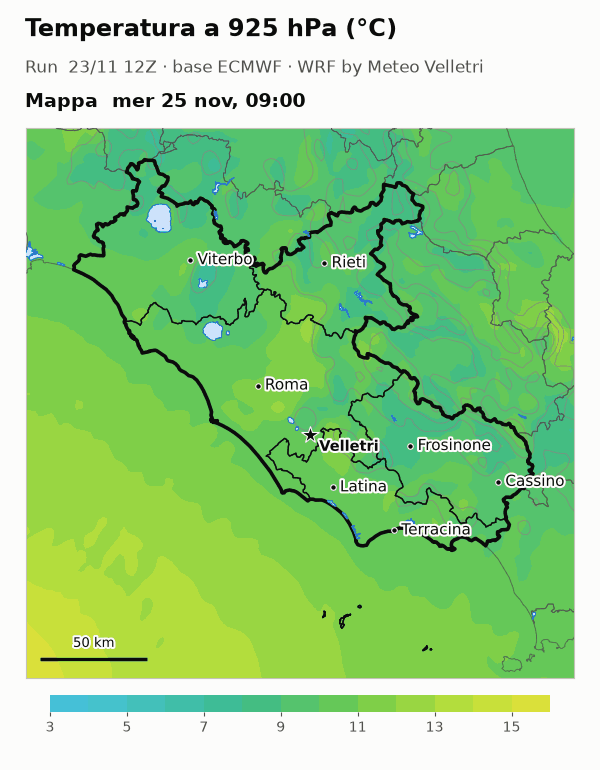 Temperatura a 925 hPa (°C)
Run  23/11 12Z · base ECMWF · WRF by Meteo Velletri
Mappa  mer 25 nov, 09:00
Viterbo
Rieti
Roma
Velletri
Frosinone
Latina
Cassino
Terracina
50 km
3 5 7 9 11 13 15